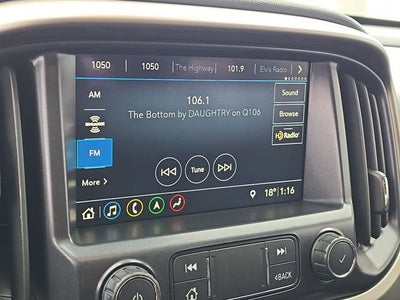 1050 1050 The Highway 101.9 Elvis Radio >
AM
106.1
Sound
The Bottom by DAUGHTRY on Q106
Browse
HD Radio
FM
Tune
More >
18° 1:16
BACK